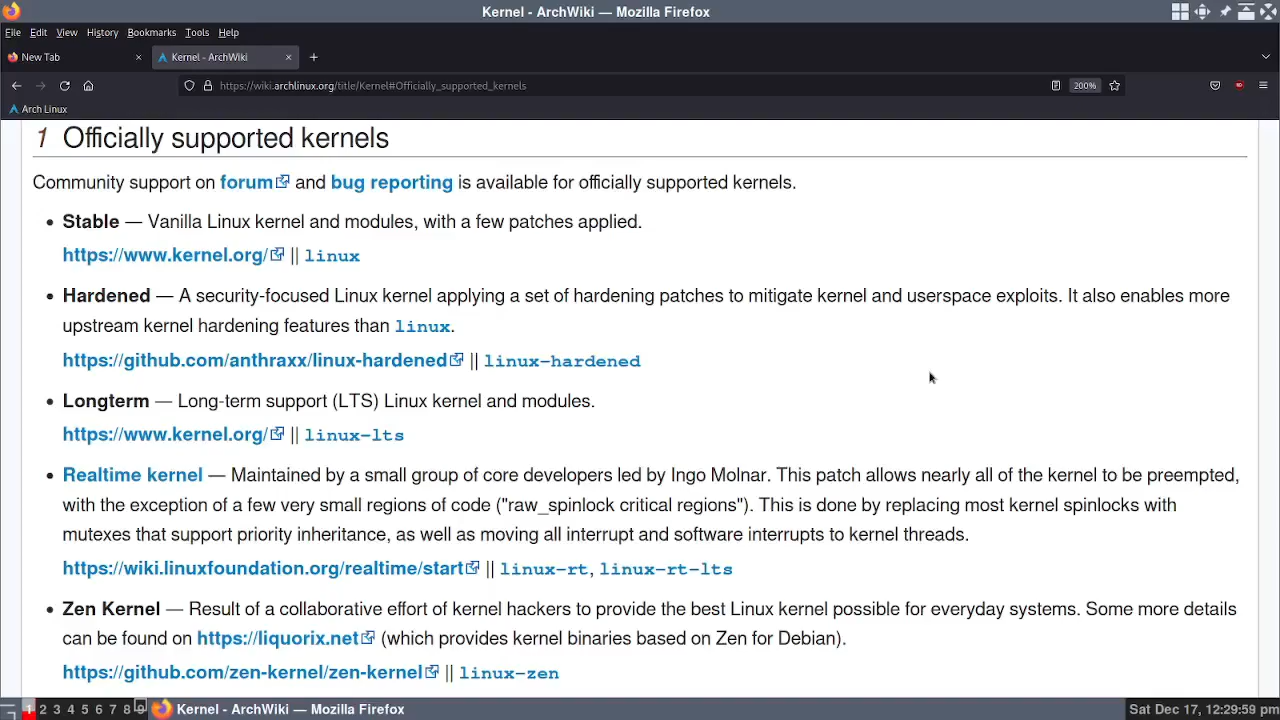 Kernel - ArchWiki — Mozilla Firefox
File Edit View History Bookmarks Tools Help
New Tab × Kernel - ArchWiki × +
https://wiki.archlinux.org/title/Kernel#Officially_supported_kernels 200%
Arch Linux
1 Officially supported kernels
Community support on forum and bug reporting is available for officially supported kernels.
• Stable — Vanilla Linux kernel and modules, with a few patches applied.
https://www.kernel.org/ || linux
• Hardened — A security-focused Linux kernel applying a set of hardening patches to mitigate kernel and userspace exploits. It also enables more
upstream kernel hardening features than linux.
https://github.com/anthraxx/linux-hardened || linux-hardened
• Longterm — Long-term support (LTS) Linux kernel and modules.
https://www.kernel.org/ || linux-lts
• Realtime kernel — Maintained by a small group of core developers led by Ingo Molnar. This patch allows nearly all of the kernel to be preempted,
with the exception of a few very small regions of code ("raw_spinlock critical regions"). This is done by replacing most kernel spinlocks with
mutexes that support priority inheritance, as well as moving all interrupt and software interrupts to kernel threads.
https://wiki.linuxfoundation.org/realtime/start || linux-rt, linux-rt-lts
• Zen Kernel — Result of a collaborative effort of kernel hackers to provide the best Linux kernel possible for everyday systems. Some more details
can be found on https://liquorix.net (which provides kernel binaries based on Zen for Debian).
https://github.com/zen-kernel/zen-kernel || linux-zen
1 2 3 4 5 6 7 8 9 Kernel - ArchWiki — Mozilla Firefox Sat Dec 17, 12:29:59 pm